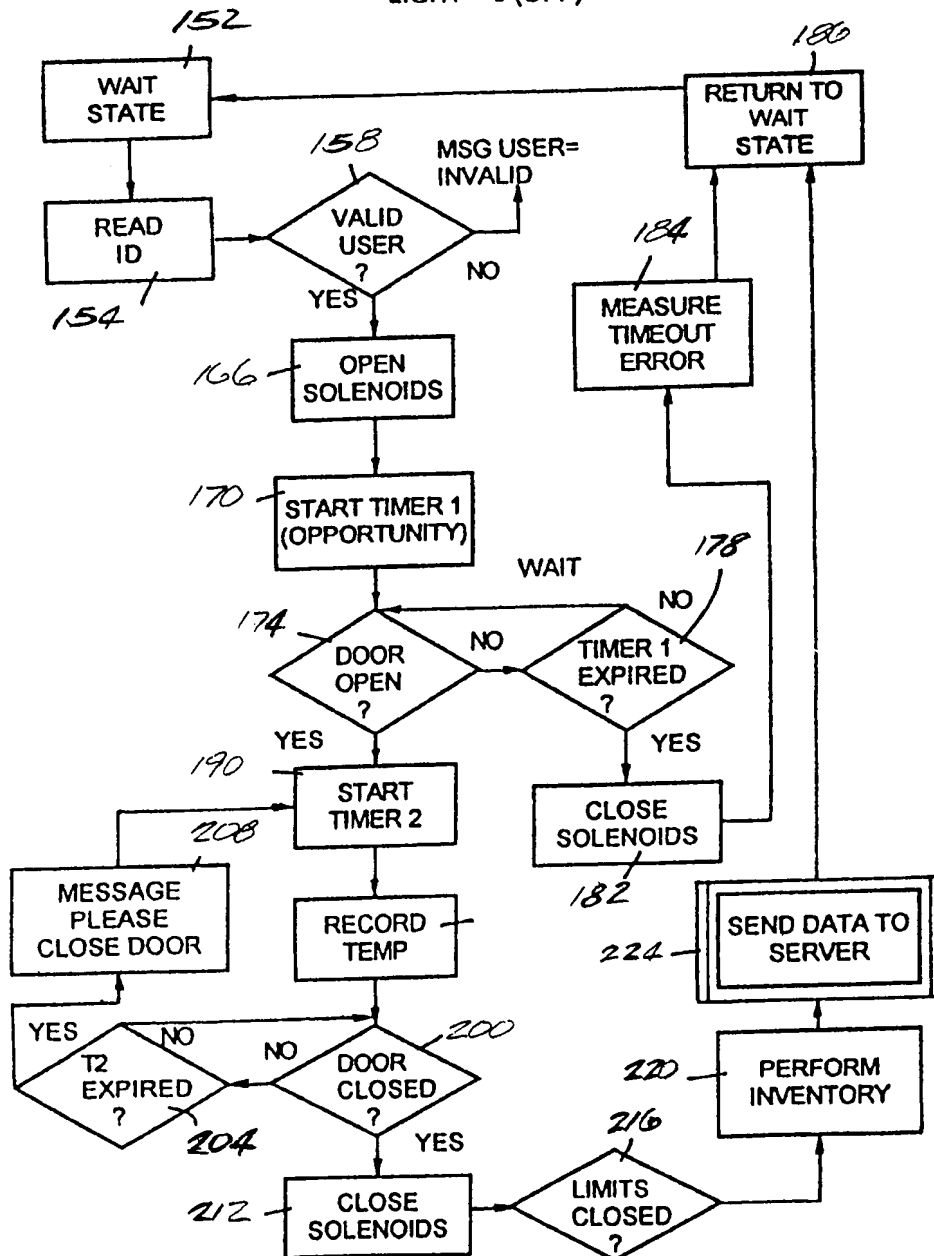 152
186
WAIT
STATE
RETURN TO
WAIT
STATE
158
MSG USER=
INVALID
READ
ID
VALID
USER
?
NO
YES
154
184
MEASURE
TIMEOUT
ERROR
166
OPEN
SOLENOIDS
170
START TIMER 1
(OPPORTUNITY)
178
WAIT
174
DOOR
OPEN
?
NO
TIMER 1
EXPIRED
?
NO
YES
YES
190
START
TIMER 2
CLOSE
SOLENOIDS
182
208
MESSAGE
PLEASE
CLOSE DOOR
RECORD
TEMP
SEND DATA TO
SERVER
224
YES
T2
EXPIRED
?
NO
204
NO
DOOR
CLOSED
?
200
YES
220
PERFORM
INVENTORY
216
212
CLOSE
SOLENOIDS
LIMITS
CLOSED
?